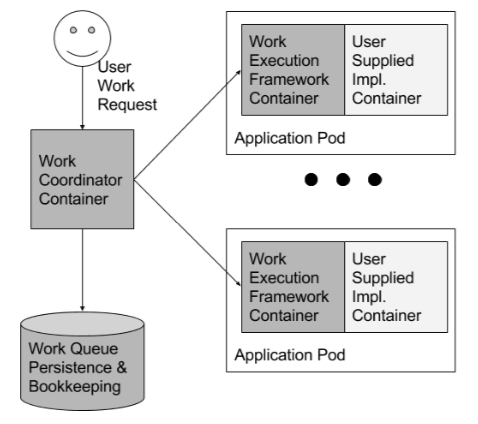 User
Work
Request
Work
Coordinator
Container
Work Queue
Persistence &
Bookkeeping
Work
Execution
Framework
Container
User
Supplied
Impl.
Container
Application Pod
Work
Execution
Framework
Container
User
Supplied
Impl.
Container
Application Pod